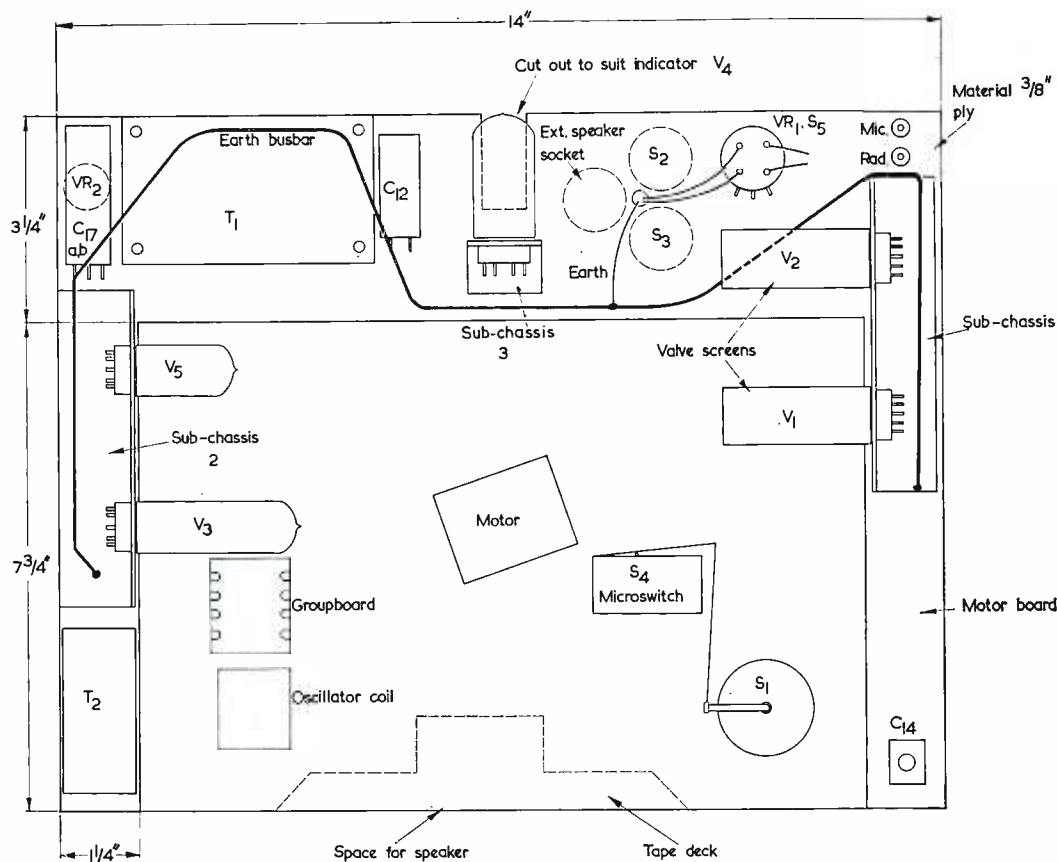 14"
Cut out to suit indicator V4
Material 3/8"
ply
Earth busbar
Ext. speaker
socket
S2
VR1. S5
Mic.
Rad.
VR2
C17
a,b
T1
C12
S3
3 1/4"
Earth
V2
Sub-chassis
3
Sub-chassis
1
Valve screens
V5
V1
Sub-chassis
2
V3
Motor
7 3/4"
S4
Microswitch
Groupboard
Motor board
Oscillator coil
T2
S1
C14
1 1/4"
Space for speaker
Tape deck